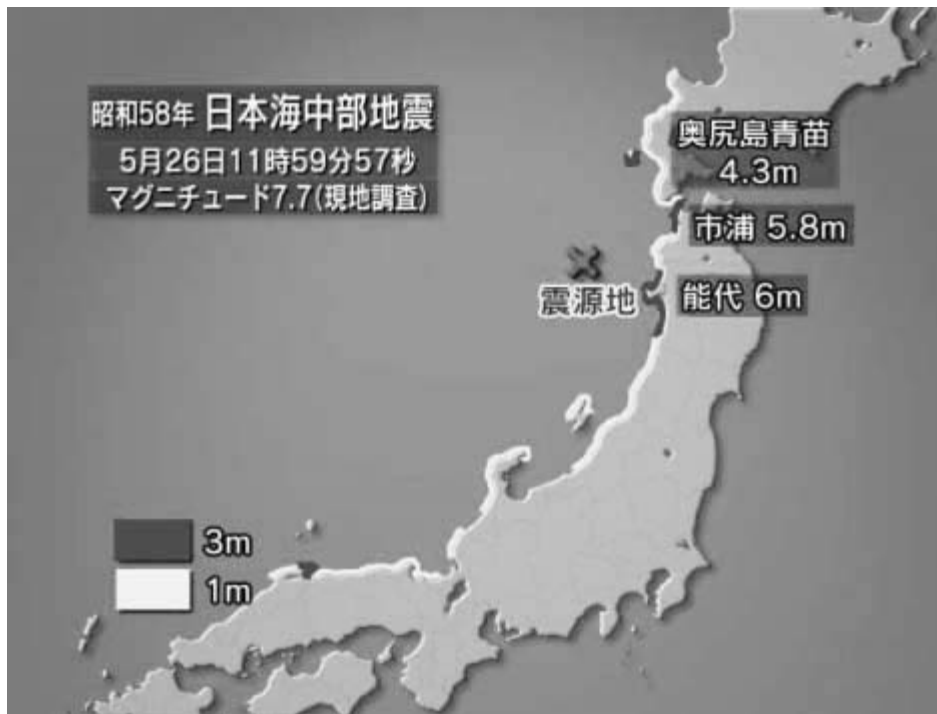 昭和58年 日本海中部地震
5月26日11時59分57秒
マグニチュード7.7(現地調査)
奥尻島青苗
4.3m
市浦 5.8m
震源地
能代 6m
3m
1m